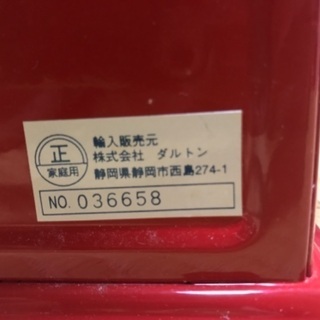 正
家庭用
輸入販売元
株式会社 ダルトン
静岡県静岡市西島274-1
NO. 036658